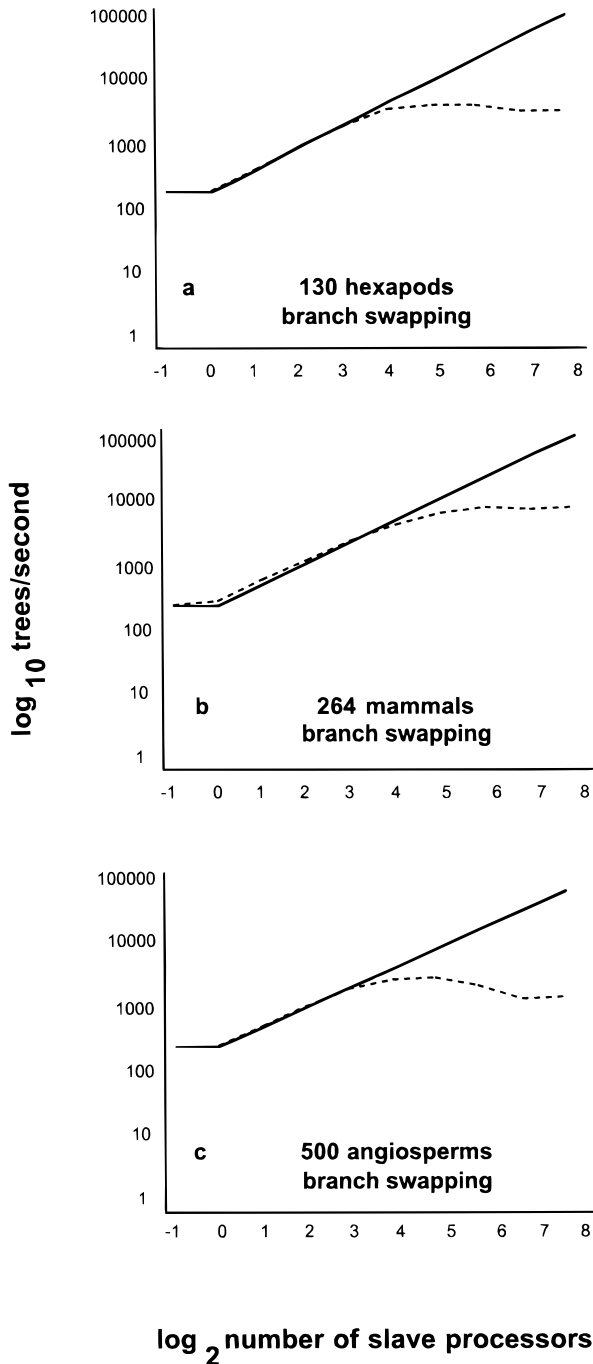 100000
10000
1000
100
10
1
a
130 hexapods
branch swapping
-1 0 1 2 3 4 5 6 7 8
100000
10000
1000
100
10
1
b
264 mammals
branch swapping
-1 0 1 2 3 4 5 6 7 8
log 10 trees/second
100000
10000
1000
100
10
1
c
500 angiosperms
branch swapping
-1 0 1 2 3 4 5 6 7 8
log 2 number of slave processors